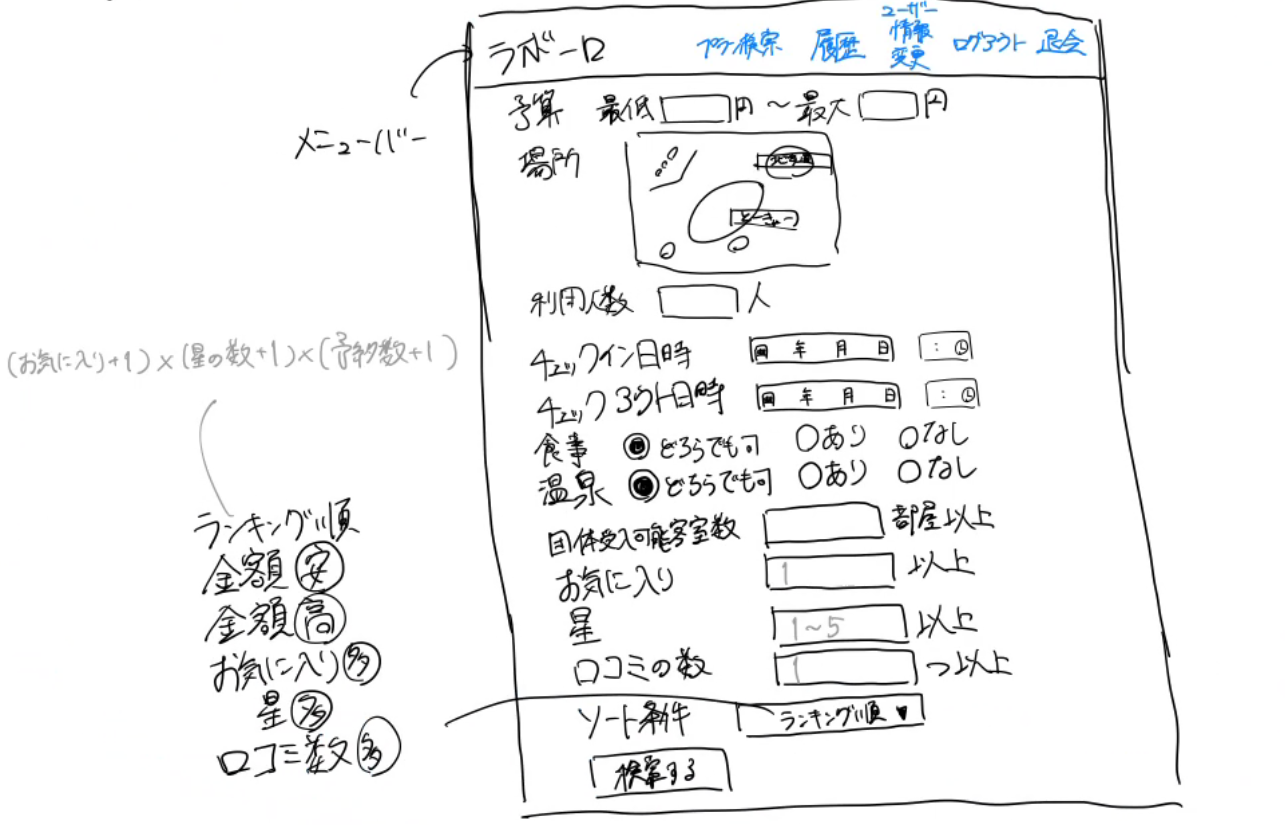 ラボーロ プラン検索 履歴 ユーザー情報変更 ログアウト 退会
メニューバー
予算 最低 円 ~ 最大 円
場所
北海道
とーきょー
利用人数 人
チェックイン日時 年 月 日 :
チェックアウト日時 年 月 日 :
食事 どちらでも可 あり なし
温泉 どちらでも可 あり なし
団体受入可能客室数 部屋以上
お気に入り 1 以上
星 1~5 以上
口コミの数 1 つ以上
ソート条件 ランキング順 ▼
検索する
(お気に入り+1)×(星の数+1)×(予約数+1)
ランキング順
金額 安
金額 高
お気に入り 多
星 多
口コミ数 多